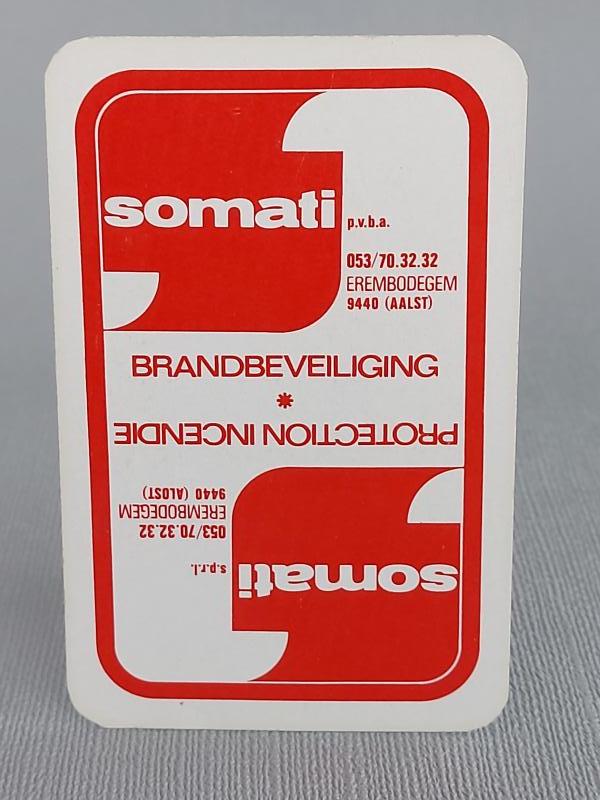 somati p.v.b.a.
053/70.32.32
EREMBODEGEM
9440 (AALST)
BRANDBEVEILIGING
*
PROTECTION INCENDIE
somati s.p.r.l.
053/70.32.32
EREMBODEGEM
9440 (ALOST)